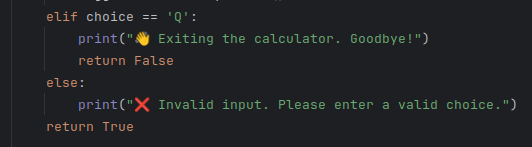 elif choice == 'Q':
print("👋 Exiting the calculator. Goodbye!")
return False
else:
print("❌ Invalid input. Please enter a valid choice.")
return True